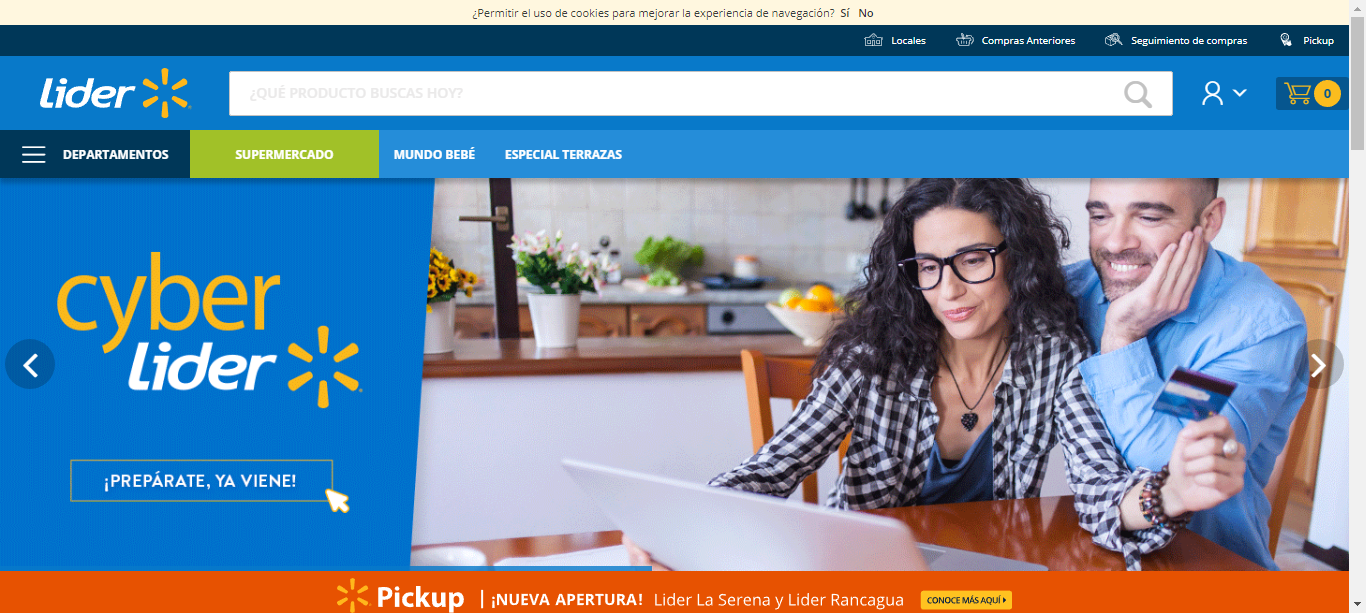 ¿Permitir el uso de cookies para mejorar la experiencia de navegación? Sí No
Locales Compras Anteriores Seguimiento de compras Pickup
Lider ¿QUÉ PRODUCTO BUSCAS HOY? 0
DEPARTAMENTOS SUPERMERCADO MUNDO BEBÉ ESPECIAL TERRAZAS
cyber
lider
¡PREPÁRATE, YA VIENE!
Pickup | ¡NUEVA APERTURA! Lider La Serena y Lider Rancagua CONOCE MÁS AQUÍ